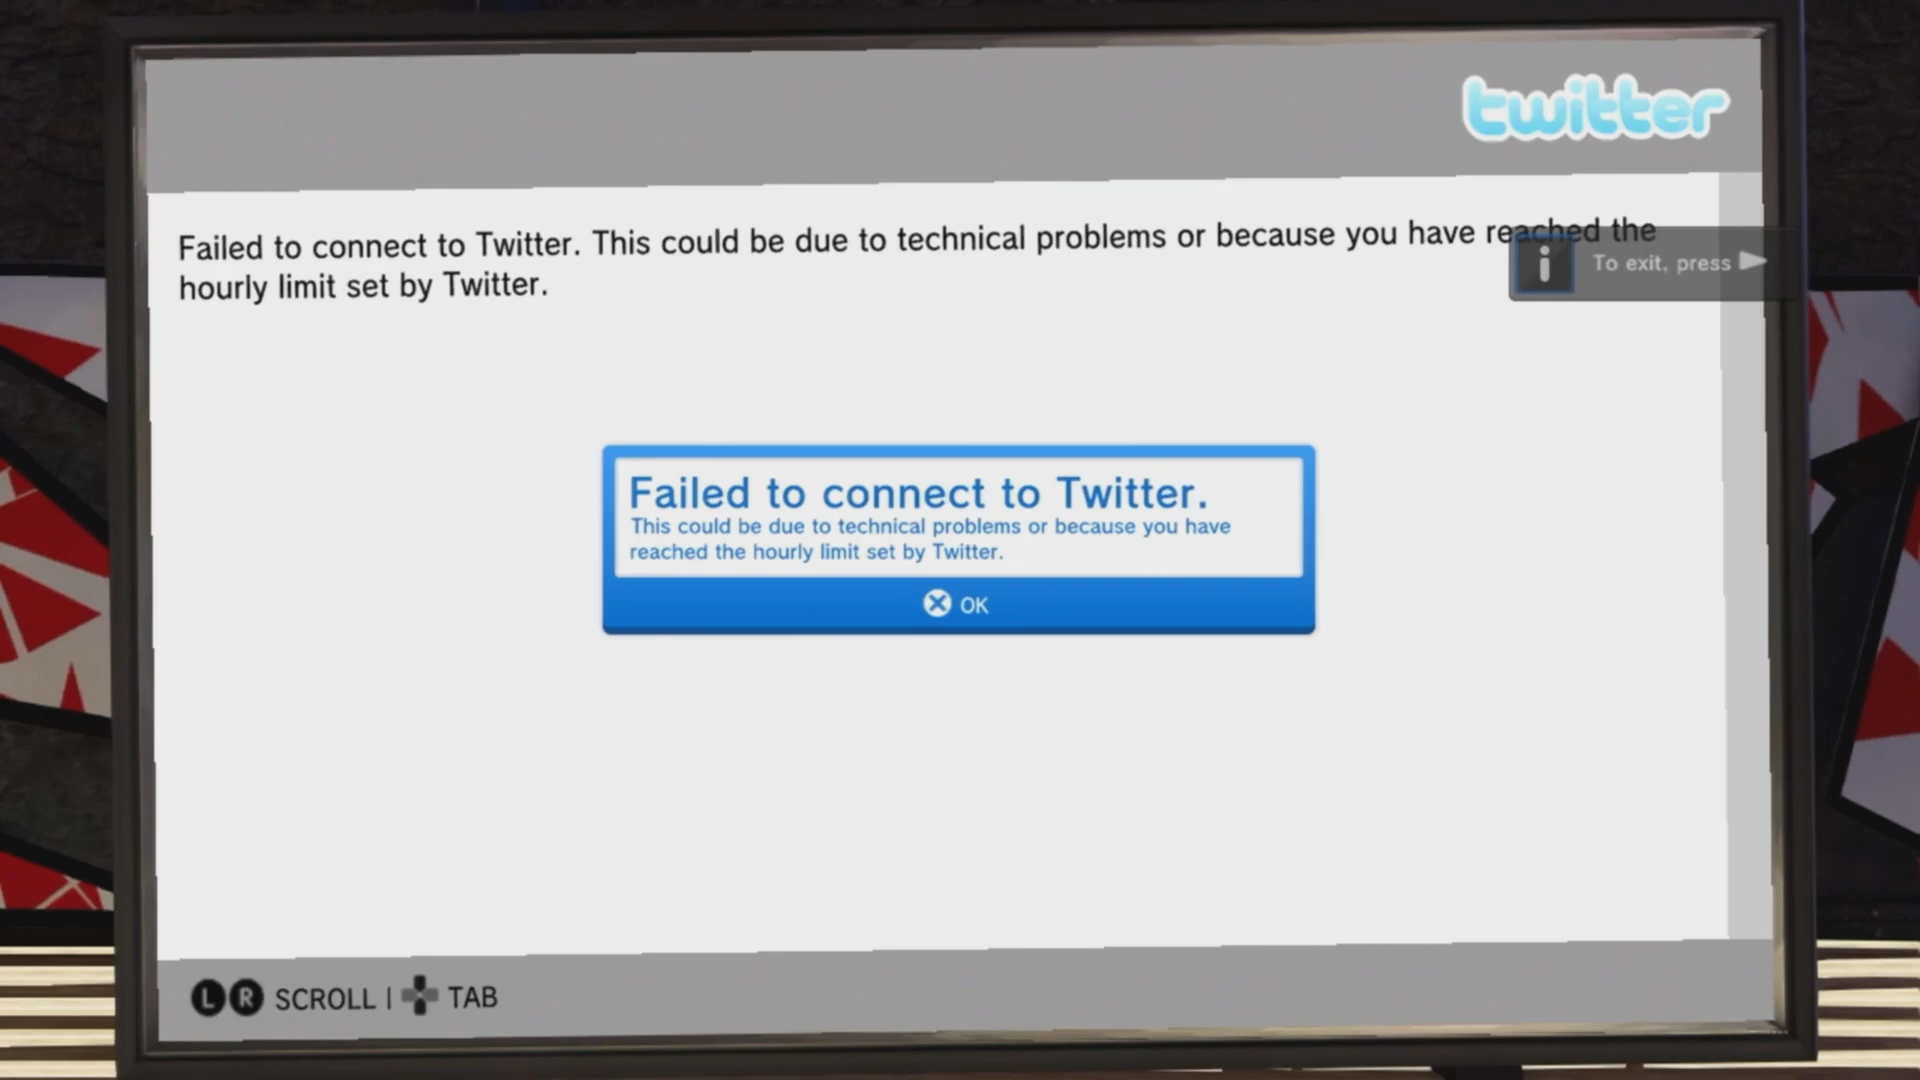 twitter
Failed to connect to Twitter. This could be due to technical problems or because you have reached the
hourly limit set by Twitter.
i To exit, press
Failed to connect to Twitter.
This could be due to technical problems or because you have
reached the hourly limit set by Twitter.
OK
L R SCROLL | TAB